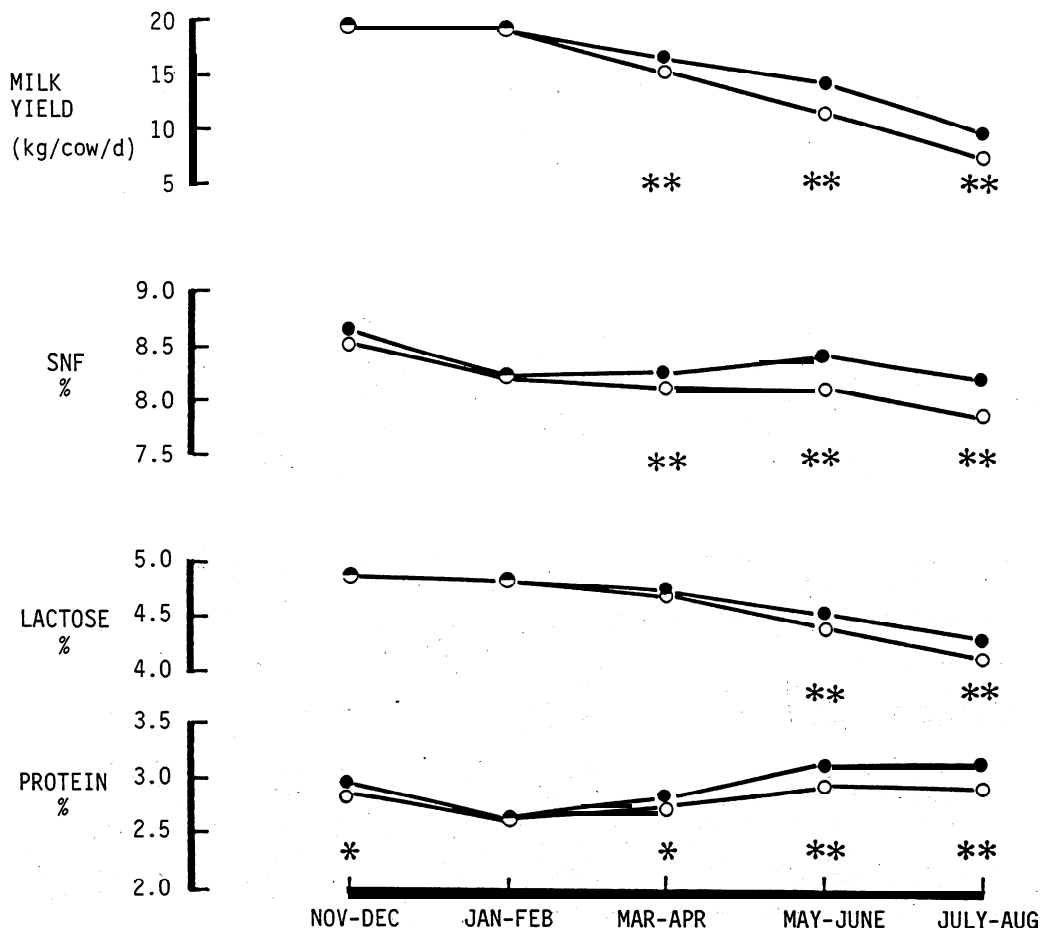 20
MILK
15
YIELD
10
(kg/cow/d)
5
** ** **
9.0
8.5
SNF
%
8.0
7.5
** ** **
5.0
4.5
LACTOSE
%
4.0
** **
3.5
3.0
PROTEIN
%
2.5
* * ** **
2.0
NOV-DEC JAN-FEB MAR-APR MAY-JUNE JULY-AUG